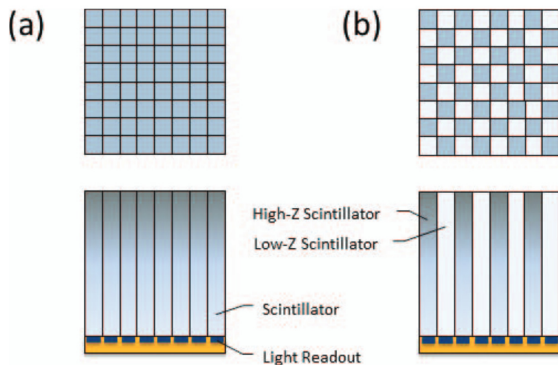 (a)
(b)
High-Z Scintillator
Low-Z Scintillator
Scintillator
Light Readout